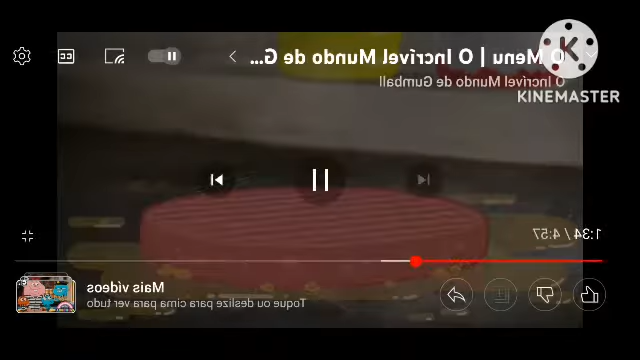 O Menu | O Incrível Mundo de G...
O Incrível Mundo de Gumball
KINEMASTER
CC
1:34 / 4:57
Mais vídeos
Toque ou deslize para cima para ver tudo